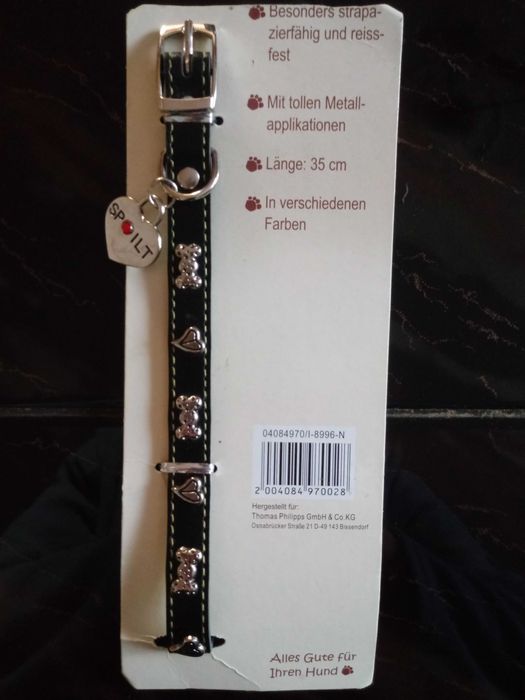 Besonders strapa-
zierfähig und reiss-
fest
Mit tollen Metall-
applikationen
Länge: 35 cm
In verschiedenen
Farben
SPOILT
04084970/I-8996-N
2 004084 970028
Hergestellt für:
Thomas Philipps GmbH & Co.KG
Osnabrücker Straße 21 D-49 143 Bissendorf
Alles Gute für
Ihren Hund